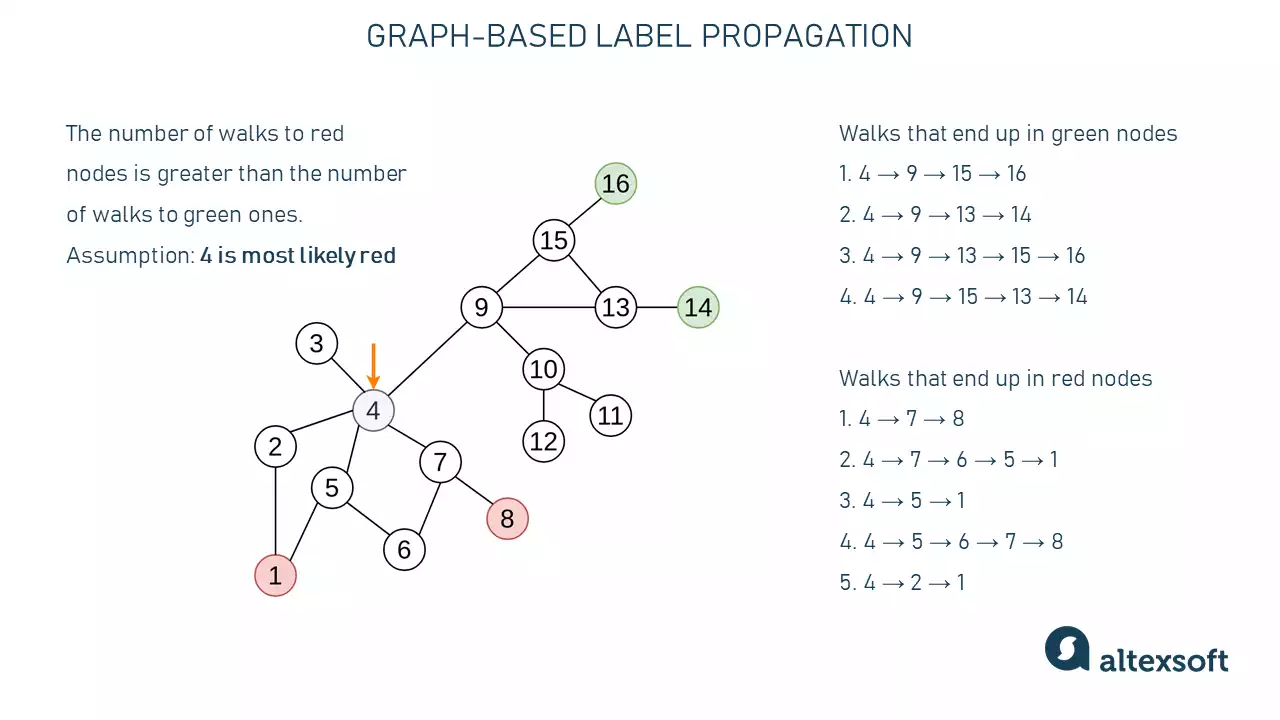 GRAPH-BASED LABEL PROPAGATION
The number of walks to red
nodes is greater than the number
of walks to green ones.
Assumption: 4 is most likely red
16
15
9
13
14
3
10
4
11
12
2
7
5
8
6
1
Walks that end up in green nodes
1. 4 → 9 → 15 → 16
2. 4 → 9 → 13 → 14
3. 4 → 9 → 13 → 15 → 16
4. 4 → 9 → 15 → 13 → 14
Walks that end up in red nodes
1. 4 → 7 → 8
2. 4 → 7 → 6 → 5 → 1
3. 4 → 5 → 1
4. 4 → 5 → 6 → 7 → 8
5. 4 → 2 → 1
altexsoft